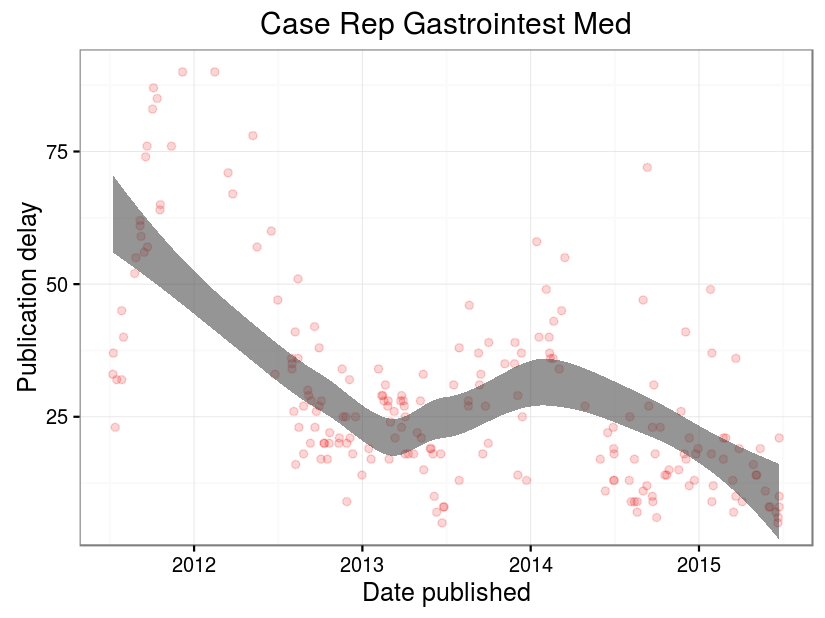 Case Rep Gastrointest Med
Publication delay
75
50
25
2012
2013
2014
2015
Date published